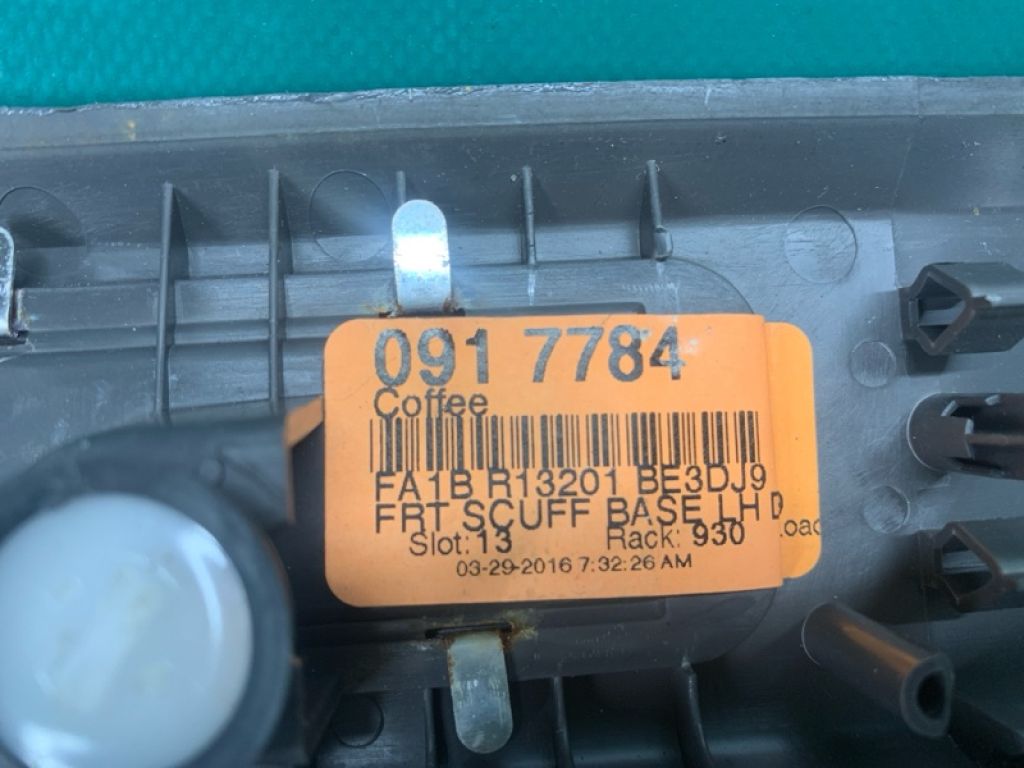 091 7784
Coffee
FA1B R13201 BE3DJ9
FRT SCUFF BASE LH D
Slot: 13 Rack: 930
03-29-2016 7:32:26 AM